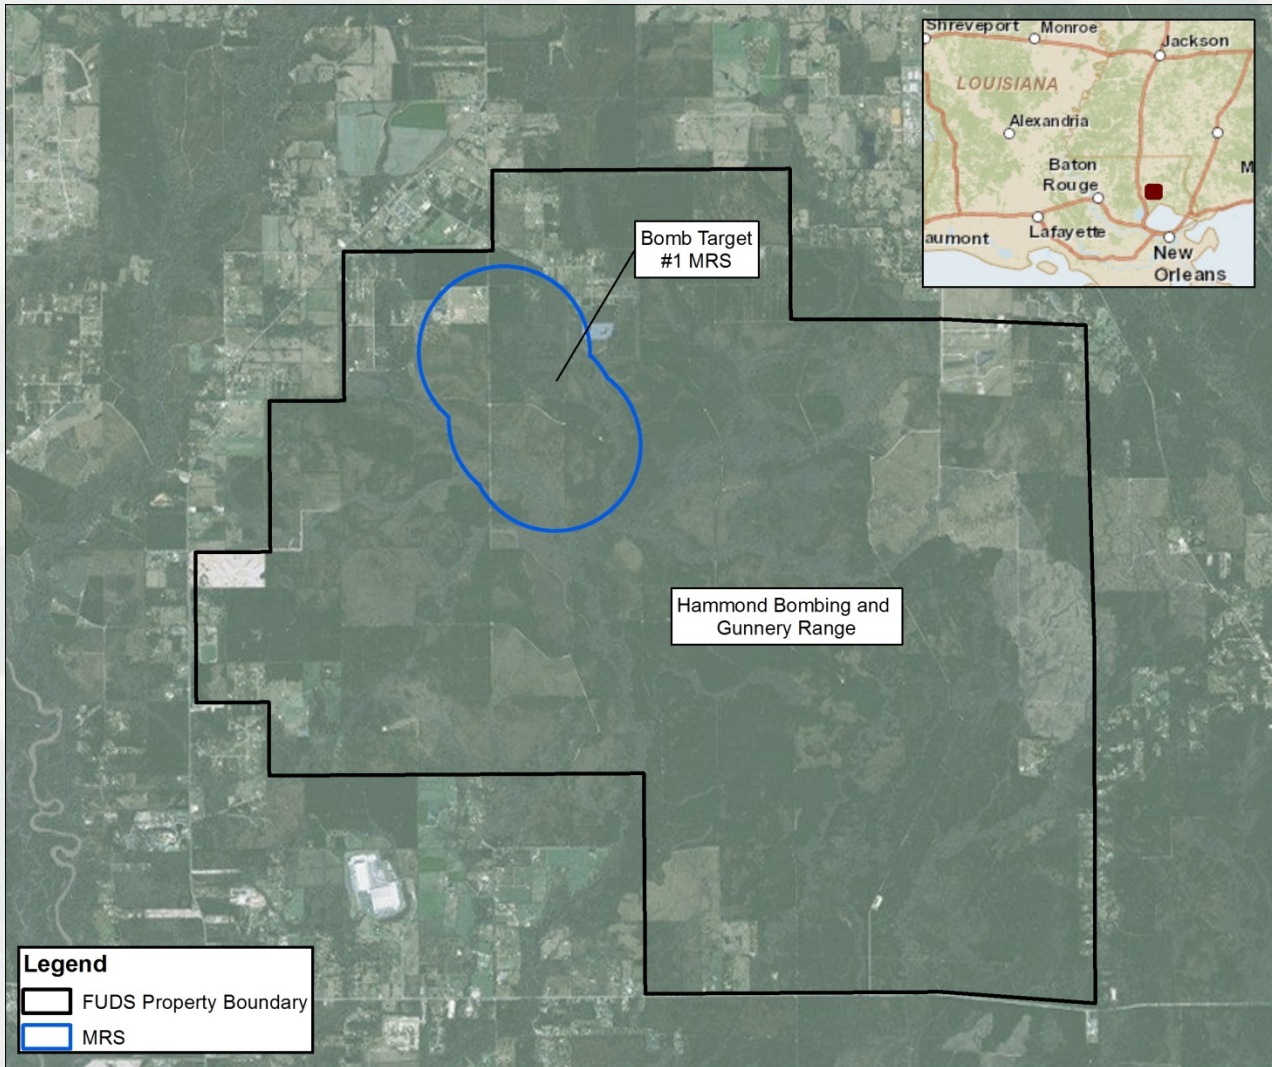 Shreveport
Monroe
Jackson
LOUISIANA
Alexandria
Baton
Rouge
M
Lafayette
aumont
New
Orleans
Bomb Target
#1 MRS
Hammond Bombing and
Gunnery Range
Legend
FUDS Property Boundary
MRS